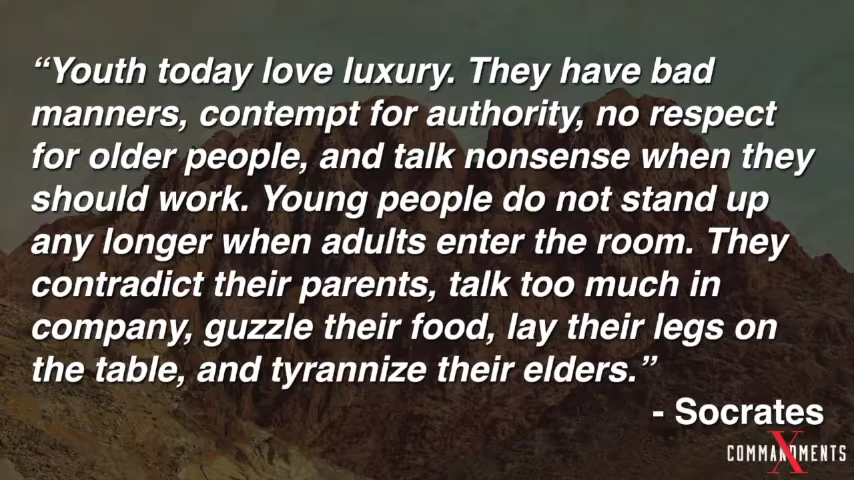 “Youth today love luxury. They have bad
manners, contempt for authority, no respect
for older people, and talk nonsense when they
should work. Young people do not stand up
any longer when adults enter the room. They
contradict their parents, talk too much in
company, guzzle their food, lay their legs on
the table, and tyrannize their elders.”
- Socrates
COMMANDMENTS
X